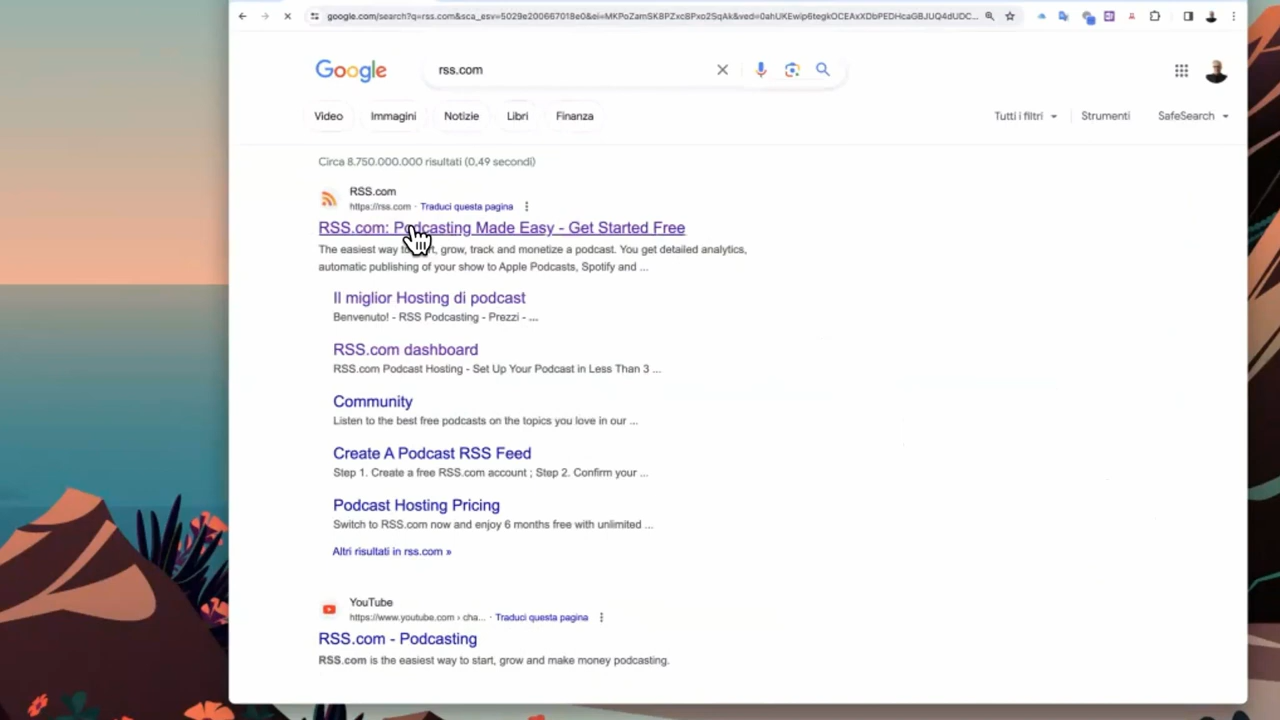 google.com/search?q=rss.com&sca_esv=5029e200667018e0&ei=MKPoZamSK8PZxc8Pxo2SqAk&ved=0ahUKEwip6tegkOCEAxXDbPEDHcaGBJUQ4dUDC...
Google
rss.com
Video Immagini Notizie Libri Finanza Tutti i filtri Strumenti SafeSearch
Circa 8.750.000.000 risultati (0,49 secondi)
RSS.com
https://rss.com · Traduci questa pagina
RSS.com: Podcasting Made Easy - Get Started Free
The easiest way to , grow, track and monetize a podcast. You get detailed analytics,
automatic publishing of your show to Apple Podcasts, Spotify and ...
Il miglior Hosting di podcast
Benvenuto! - RSS Podcasting - Prezzi - ...
RSS.com dashboard
RSS.com Podcast Hosting - Set Up Your Podcast in Less Than 3 ...
Community
Listen to the best free podcasts on the topics you love in our ...
Create A Podcast RSS Feed
Step 1. Create a free RSS.com account ; Step 2. Confirm your ...
Podcast Hosting Pricing
Switch to RSS.com now and enjoy 6 months free with unlimited ...
Altri risultati in rss.com »
YouTube
https://www.youtube.com › cha... · Traduci questa pagina
RSS.com - Podcasting
RSS.com is the easiest way to start, grow and make money podcasting.